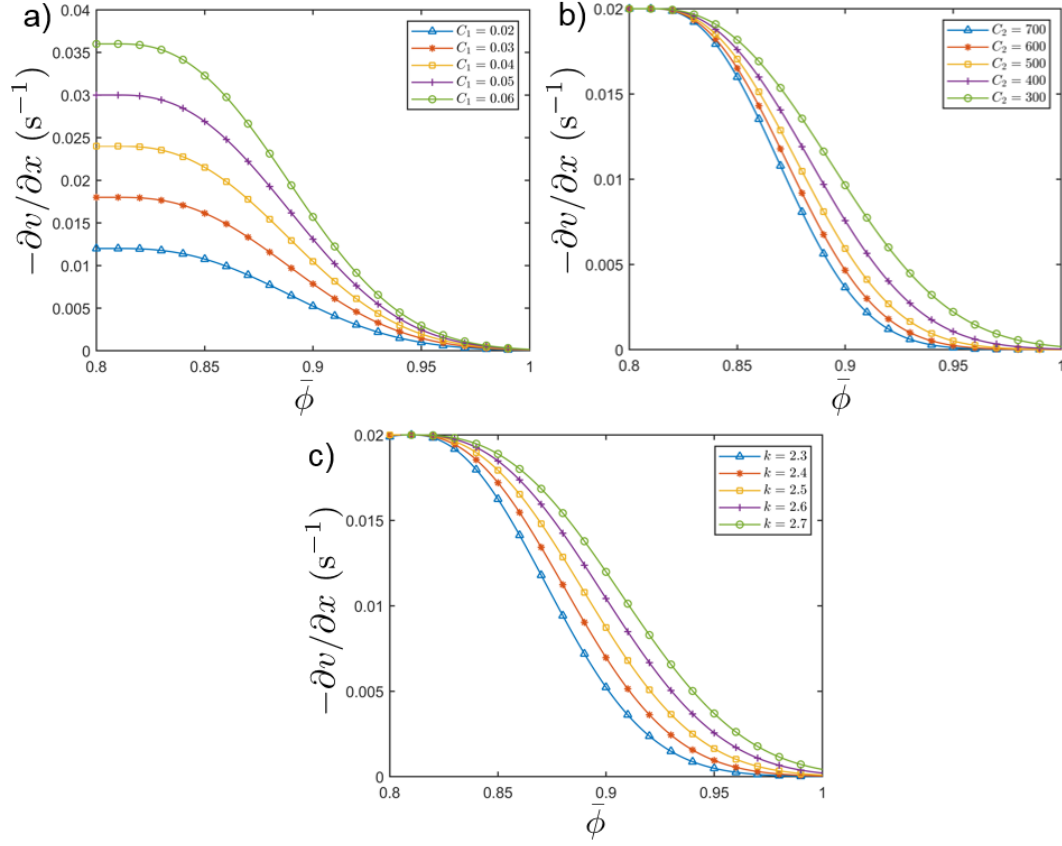 a)
−∂v/∂x (s⁻¹)
0.04
0.035
0.03
0.025
0.02
0.015
0.01
0.005
0
0.8
0.85
0.9
0.95
1
ϕ̄
C₁ = 0.02
C₁ = 0.03
C₁ = 0.04
C₁ = 0.05
C₁ = 0.06
b)
−∂v/∂x (s⁻¹)
0.02
0.015
0.01
0.005
0
0.8
0.85
0.9
0.95
1
ϕ̄
C₂ = 700
C₂ = 600
C₂ = 500
C₂ = 400
C₂ = 300
c)
−∂v/∂x (s⁻¹)
0.02
0.015
0.01
0.005
0
0.8
0.85
0.9
0.95
1
ϕ̄
k = 2.3
k = 2.4
k = 2.5
k = 2.6
k = 2.7